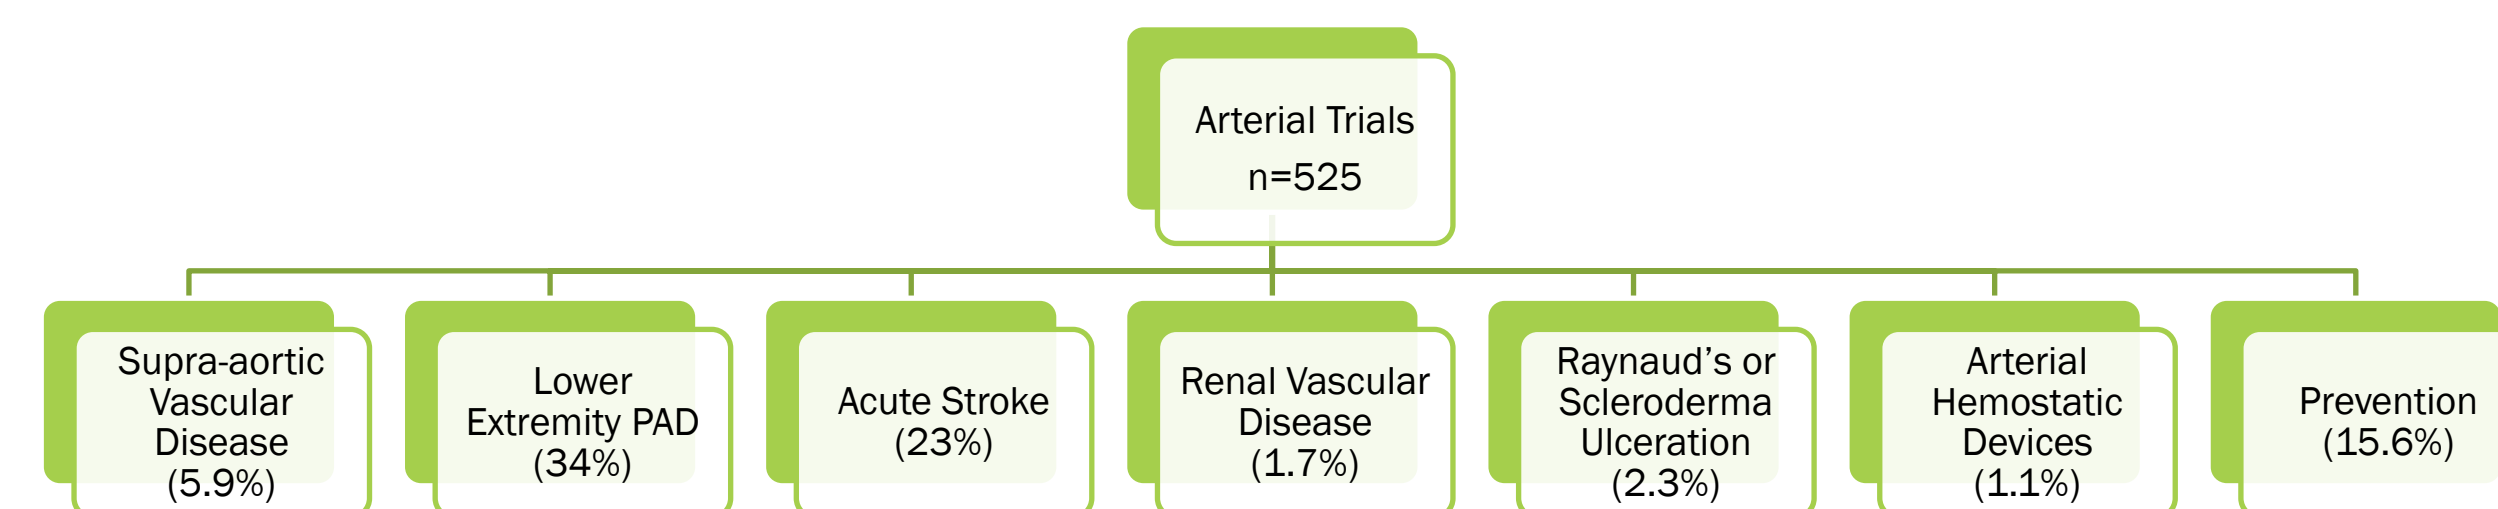 Arterial Trials
n=525
Supra-aortic
Vascular
Disease
(5.9%)
Lower
Extremity PAD
(34%)
Acute Stroke
(23%)
Renal Vascular
Disease
(1.7%)
Raynaud’s or
Scleroderma
Ulceration
(2.3%)
Arterial
Hemostatic
Devices
(1.1%)
Prevention
(15.6%)